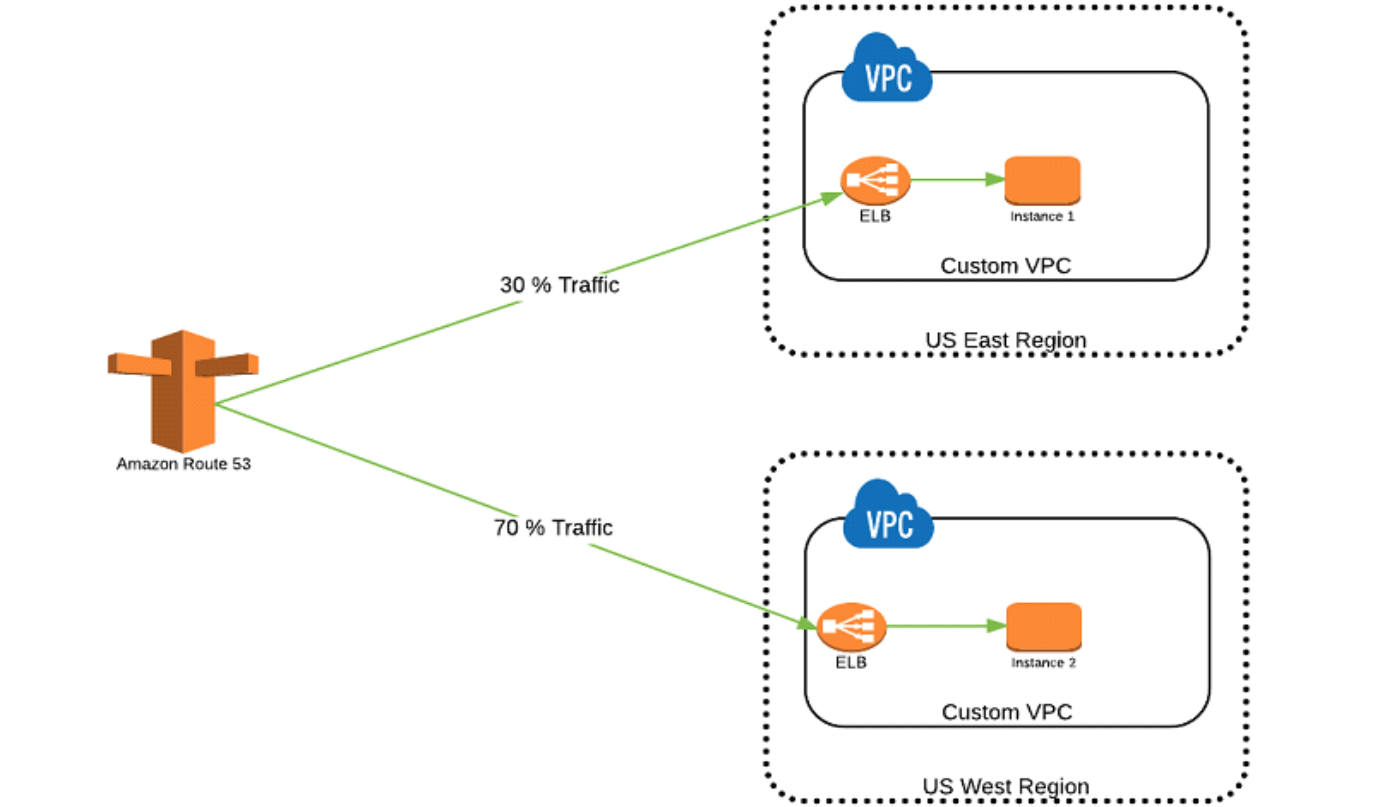 VPC
ELB
Instance 1
Custom VPC
US East Region
30 % Traffic
Amazon Route 53
70 % Traffic
VPC
ELB
Instance 2
Custom VPC
US West Region